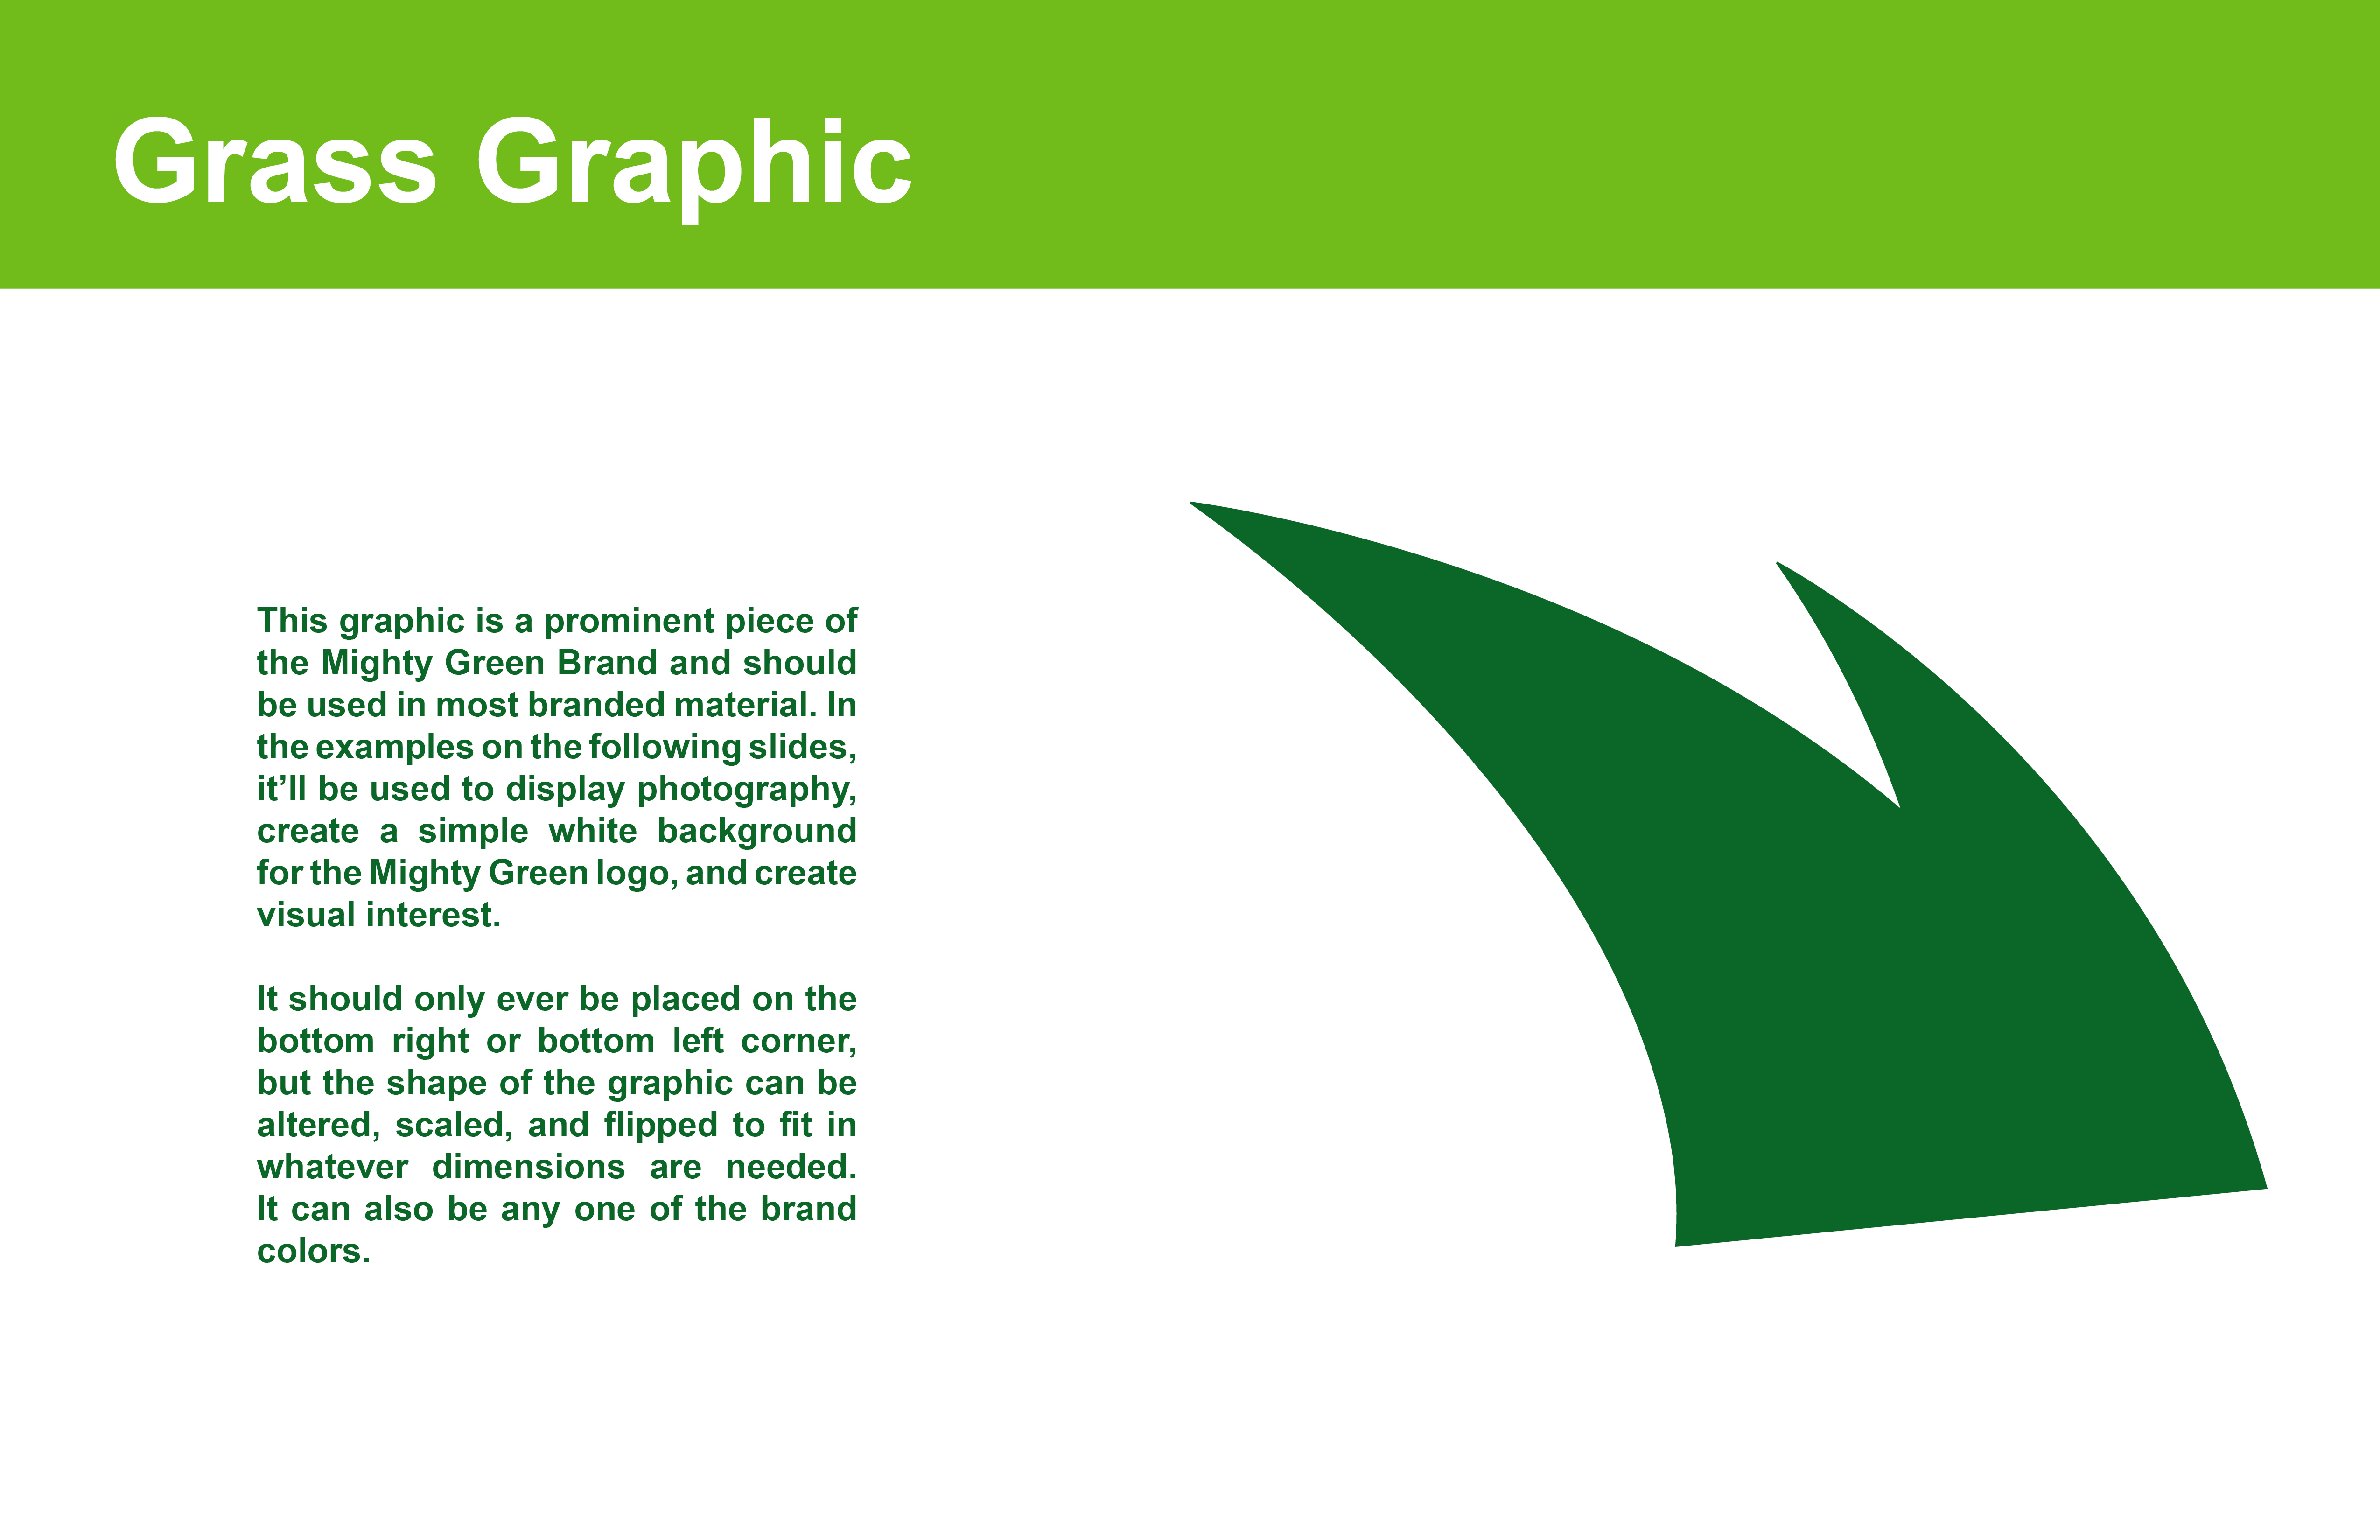 Grass Graphic
This graphic is a prominent piece of
the Mighty Green Brand and should
be used in most branded material. In
the examples on the following slides,
it’ll be used to display photography,
create a simple white background
for the Mighty Green logo, and create
visual interest.
It should only ever be placed on the
bottom right or bottom left corner,
but the shape of the graphic can be
altered, scaled, and flipped to fit in
whatever dimensions are needed.
It can also be any one of the brand
colors.